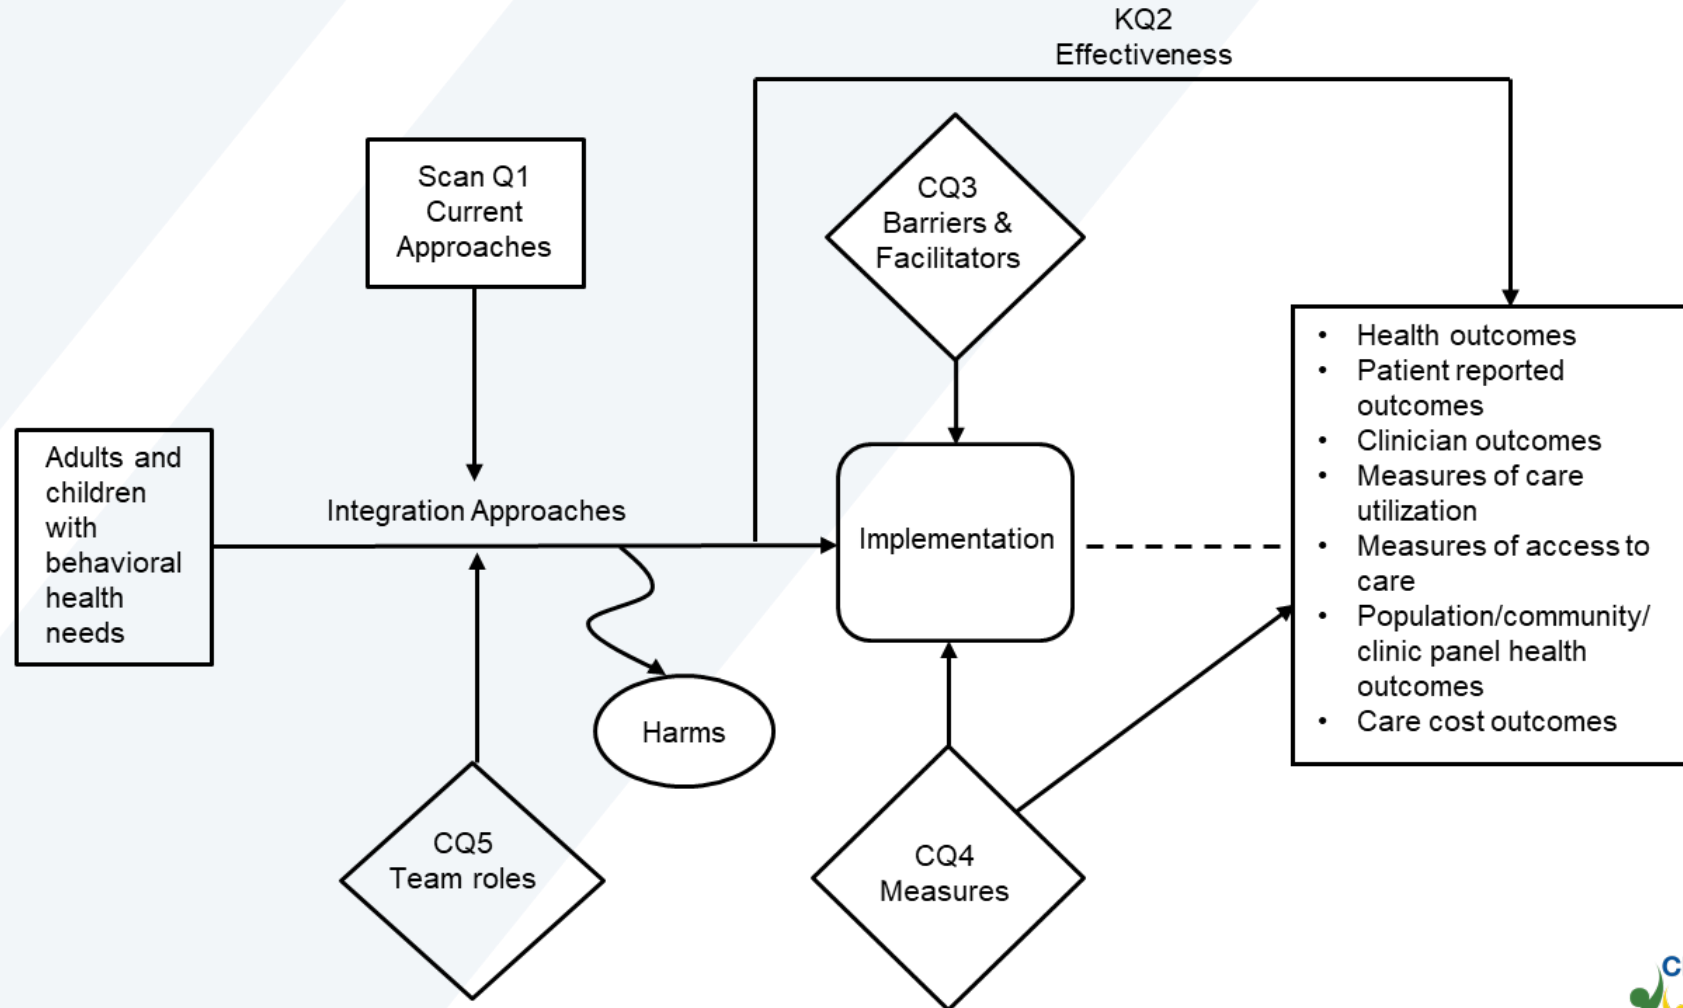 KQ2
Effectiveness
Scan Q1
Current
Approaches
CQ3
Barriers &
Facilitators
Adults and
children
with
behavioral
health
needs
Integration Approaches
Implementation
• Health outcomes
• Patient reported
outcomes
• Clinician outcomes
• Measures of care
utilization
• Measures of access to
care
• Population/community/
clinic panel health
outcomes
• Care cost outcomes
Harms
CQ5
Team roles
CQ4
Measures